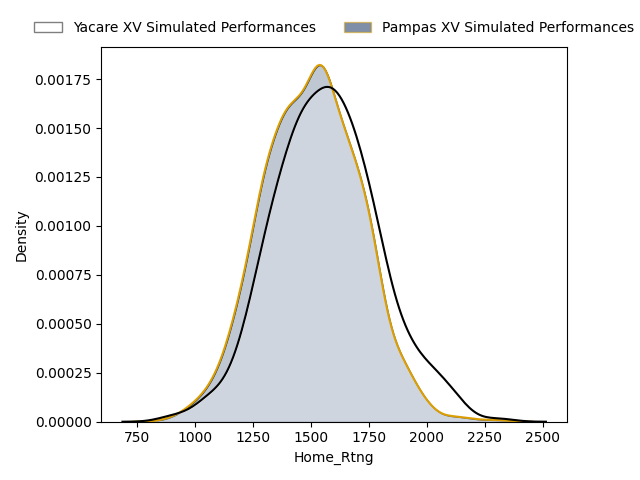 Yacare XV Simulated Performances Pampas XV Simulated Performances
0.00175
0.00150
0.00125
0.00100
0.00075
0.00050
0.00025
0.00000
Density
750 1000 1250 1500 1750 2000 2250 2500
Home_Rtng